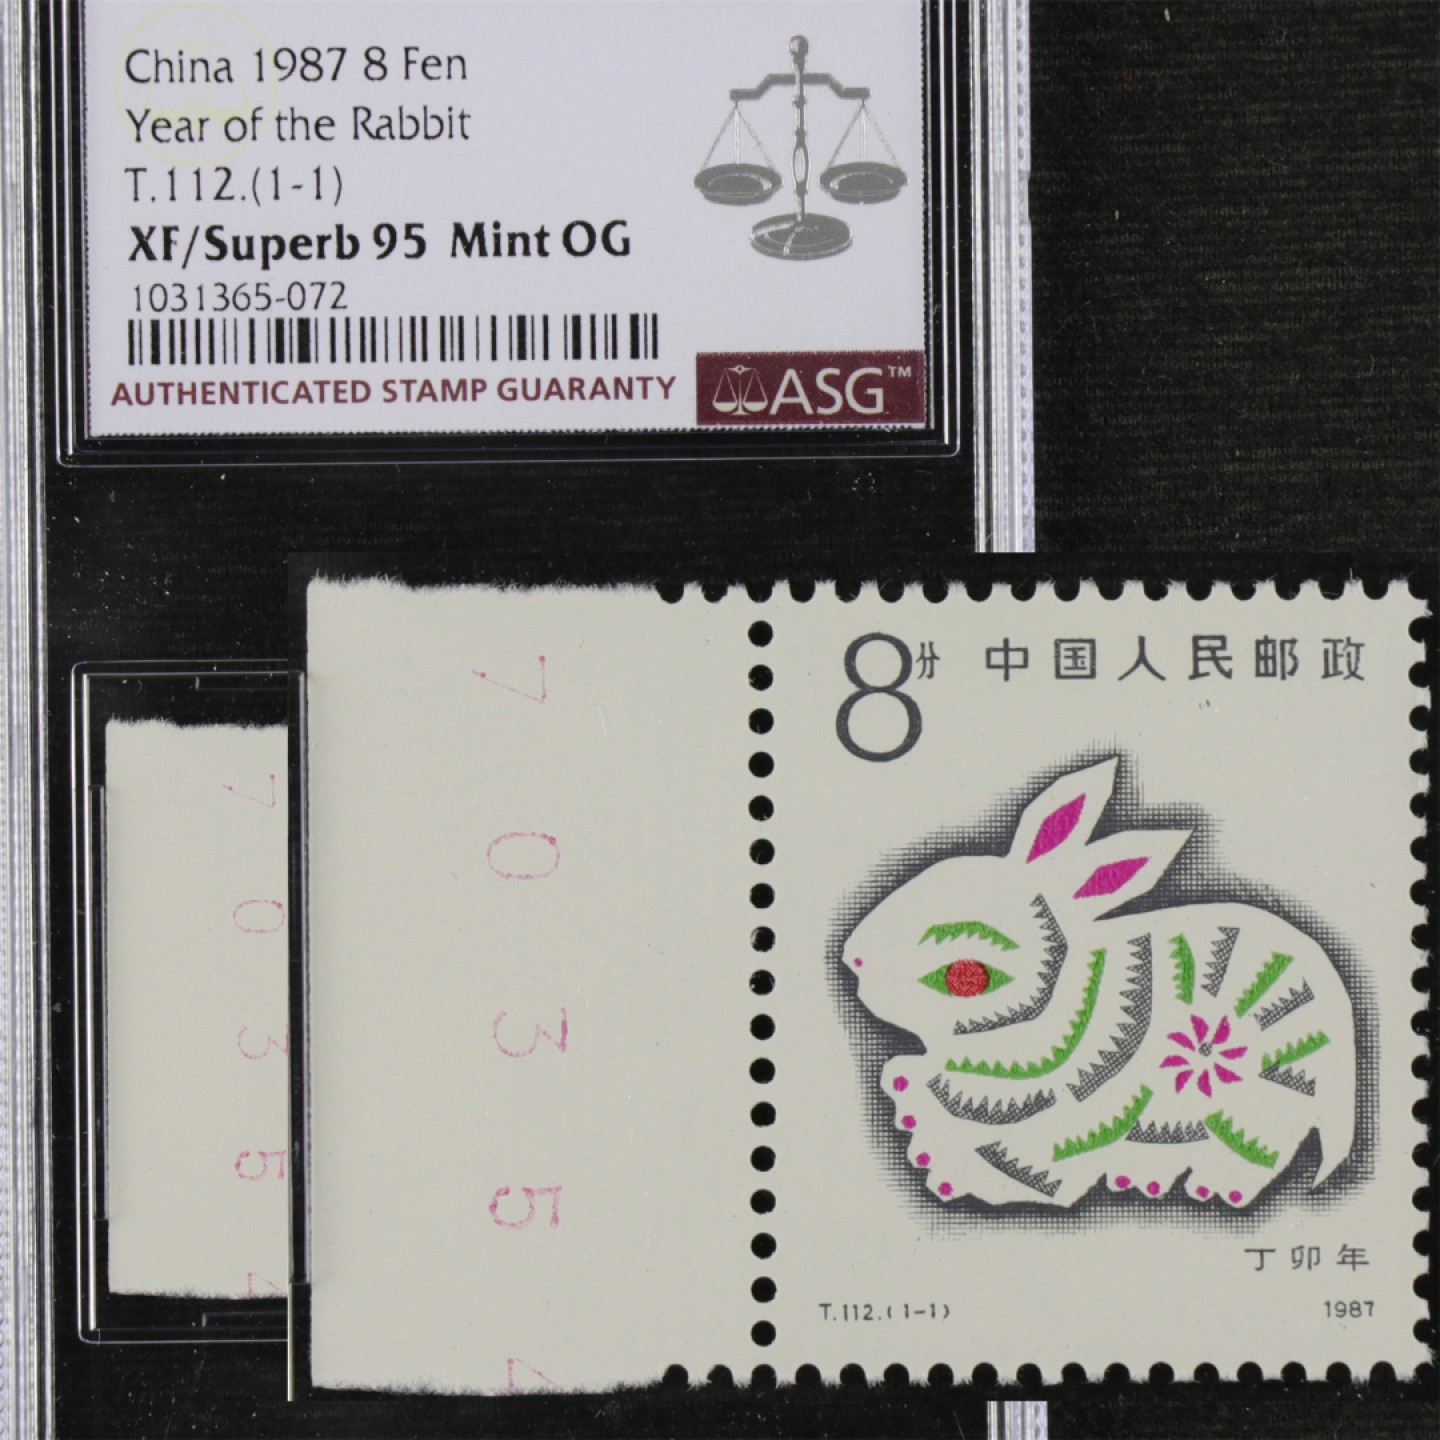 China 1987 8 Fen
Year of the Rabbit
T.112.(1-1)
XF/Superb 95 Mint OG
1031365-072
AUTHENTICATED STAMP GUARANTY
ASG™
7035
7035
8分 中国人民邮政
丁卯年
T.112.(1-1) 1987